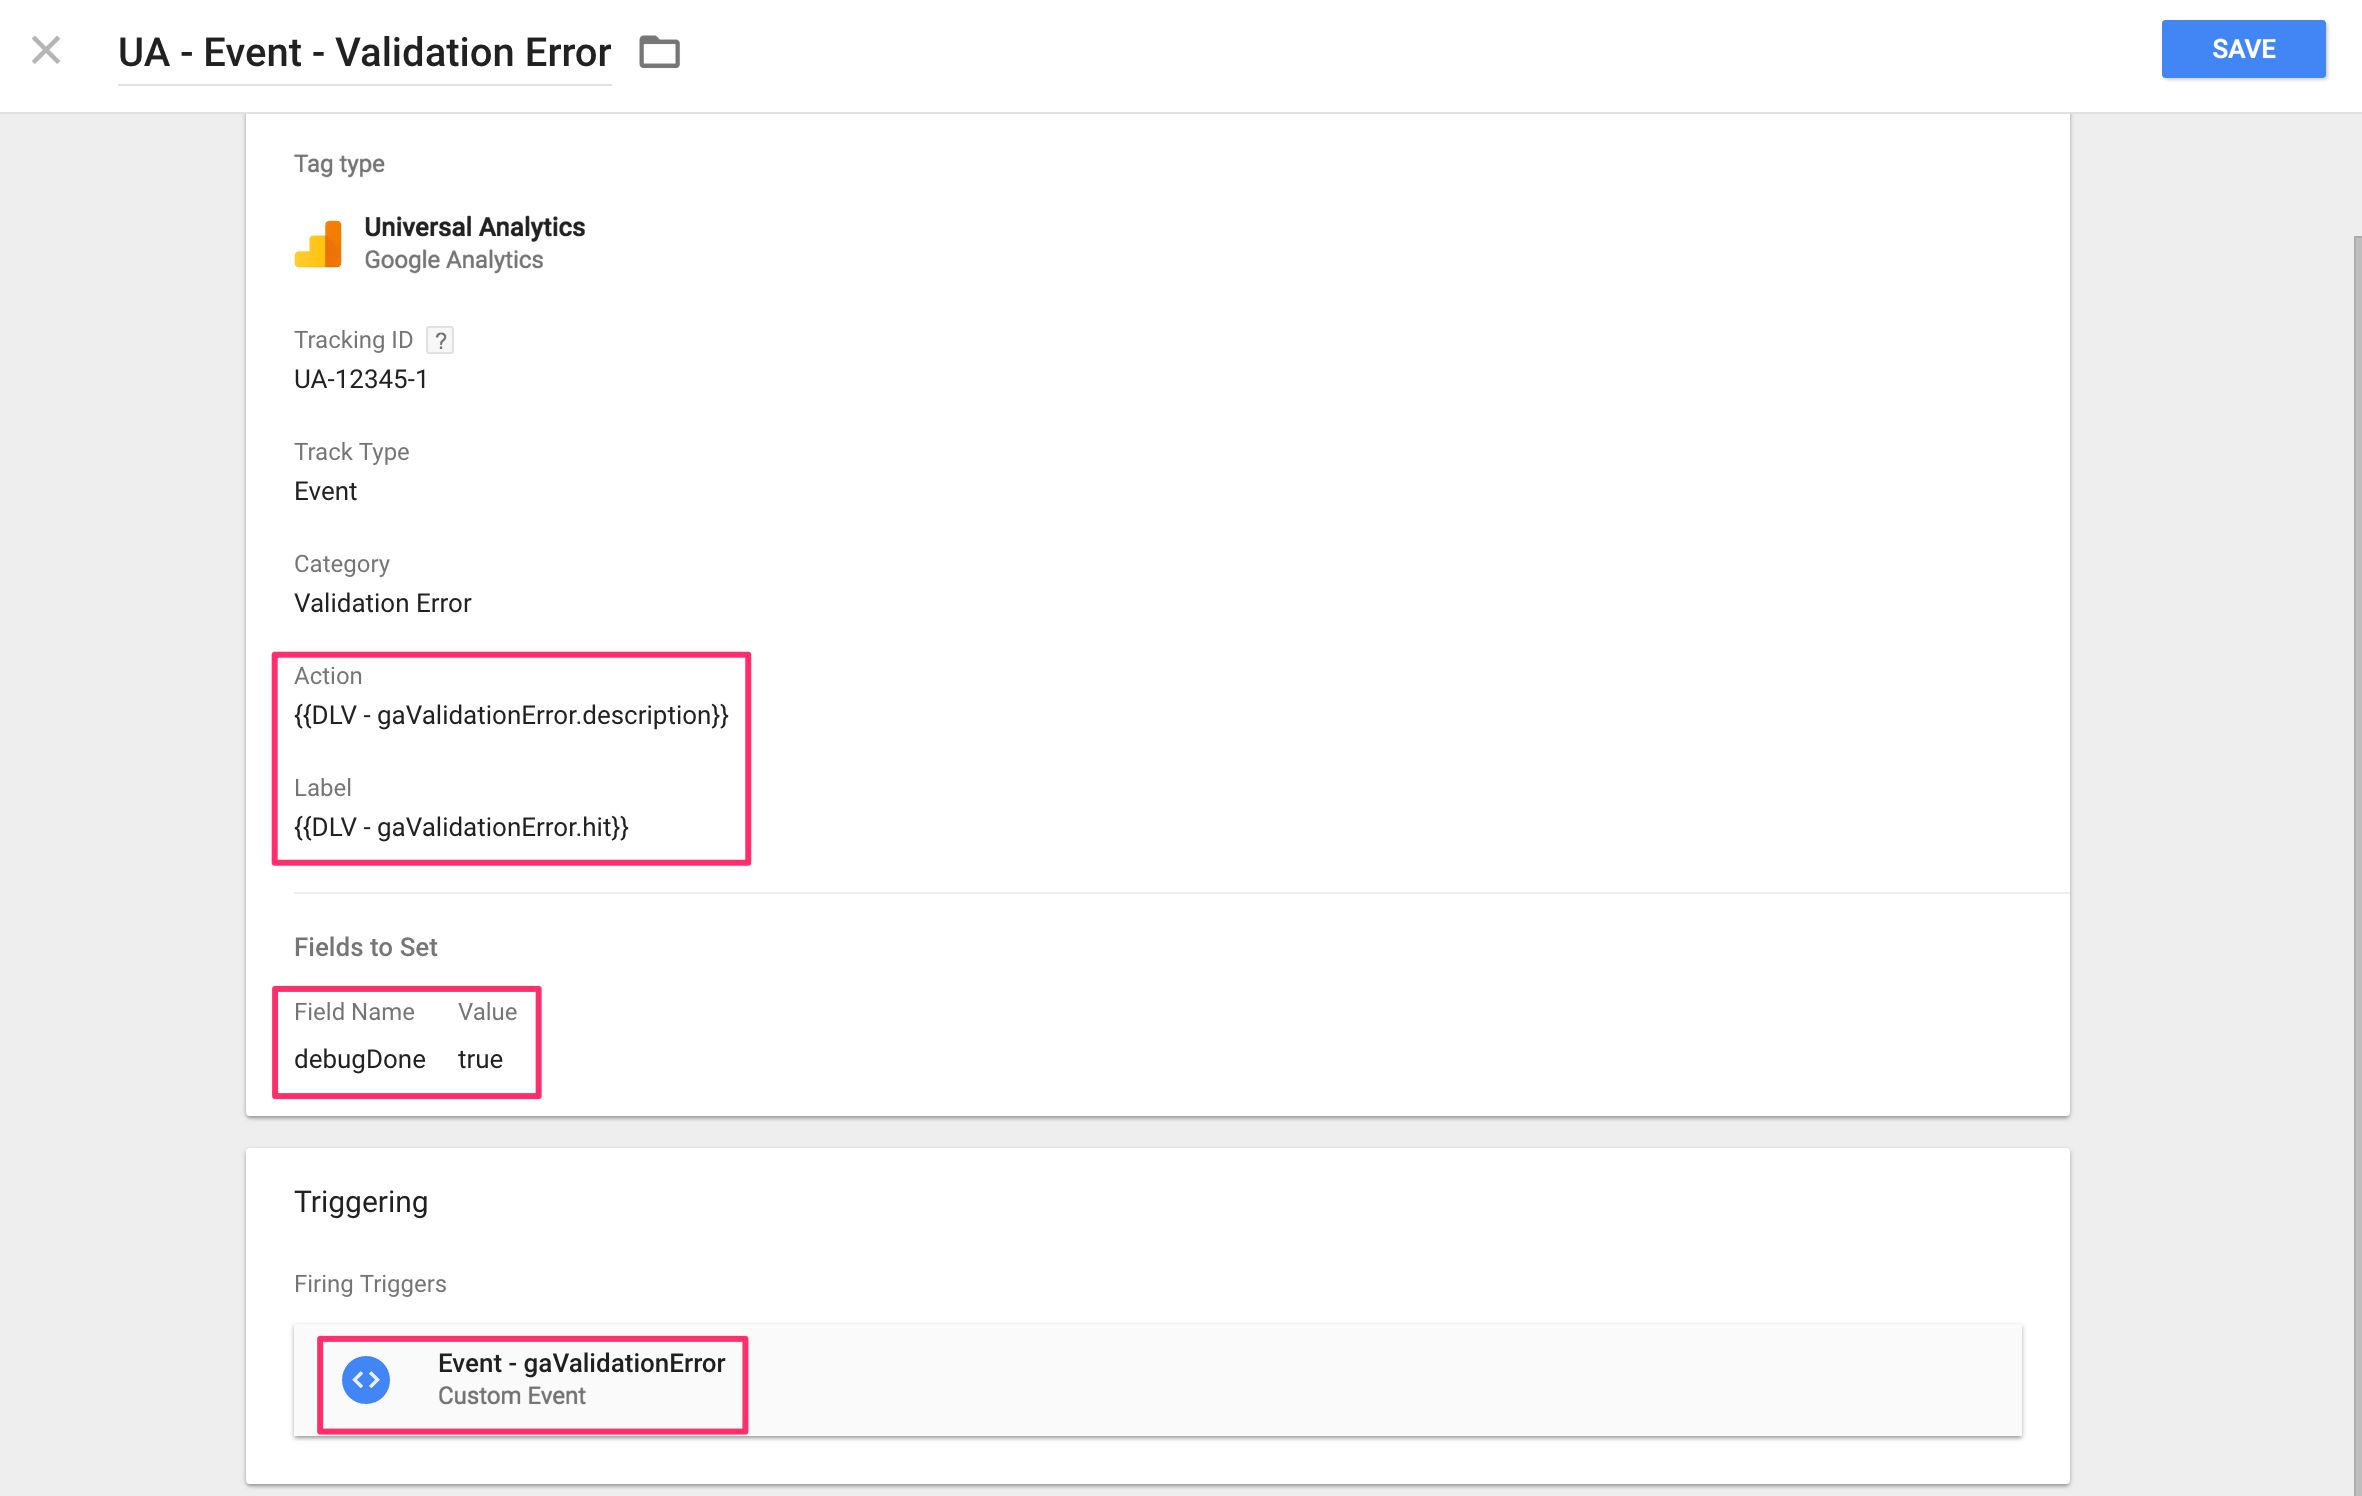 UA - Event - Validation Error
SAVE
Tag type
Universal Analytics
Google Analytics
Tracking ID ?
UA-12345-1
Track Type
Event
Category
Validation Error
Action
{{DLV - gaValidationError.description}}
Label
{{DLV - gaValidationError.hit}}
Fields to Set
Field Name Value
debugDone true
Triggering
Firing Triggers
Event - gaValidationError
Custom Event